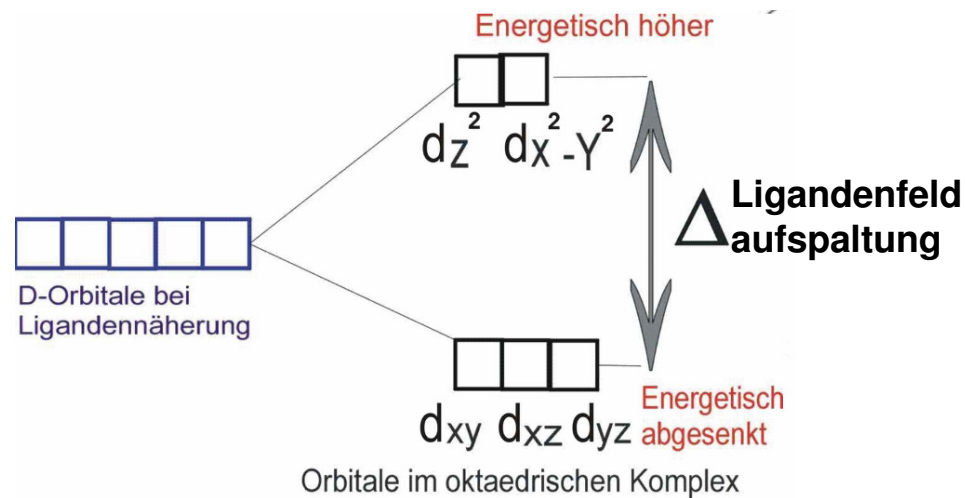 Energetisch höher
dz² dx²-Y²
Δ Ligandenfeld
aufspaltung
D-Orbitale bei
Ligandennäherung
Energetisch
abgesenkt
dxy dxz dyz
Orbitale im oktaedrischen Komplex